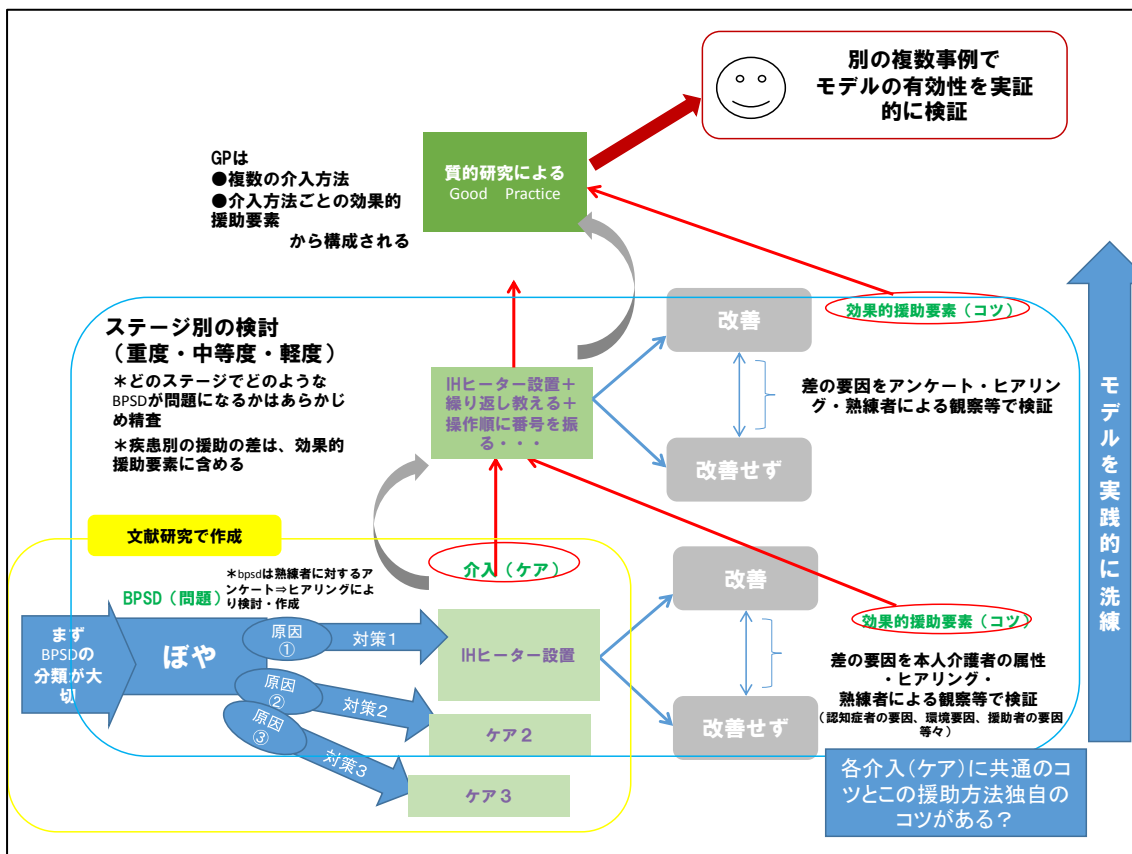 別の複数事例で
モデルの有効性を実証
的に検証
GPは
●複数の介入方法
●介入方法ごとの効果的
援助要素
から構成される
質的研究による
Good Practice
ステージ別の検討
（重度・中等度・軽度）
＊どのステージでどのような
BPSDが問題になるかはあらかじ
め精査
＊疾患別の援助の差は、効果的
援助要素に含める
IHヒーター設置＋
繰り返し教える＋
操作順に番号を振
る・・・
改善
改善せず
効果的援助要素（コツ）
差の要因をアンケート・ヒアリン
グ・熟練者による観察等で検証
モデルを実践的に洗練
文献研究で作成
BPSD（問題）
＊bpsdは熟練者に対するア
ンケート⇒ヒアリングによ
り検討・作成
介入（ケア）
まず
BPSDの
分類が大
切
ぼや
原因
①
対策１
原因
②
対策２
原因
③
対策３
IHヒーター設置
ケア２
ケア３
改善
改善せず
効果的援助要素（コツ）
差の要因を本人介護者の属性
・ヒアリング・
熟練者による観察等で検証
（認知症者の要因、環境要因、援助者の要因
等々）
各介入（ケア）に共通のコ
ツとこの援助方法独自の
コツがある？